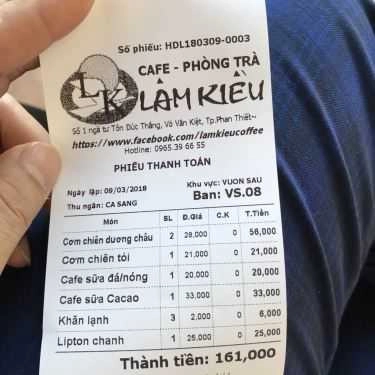 Số phiếu: HDL180309-0003
CAFE - PHÒNG TRÀ
LK LÂM KIỀU
Số 1 ngã tư Tôn Đức Thắng, Võ Văn Kiệt, Tp.Phan Thiết~
https://www.facebook.com/lamkieucoffee
Hotline: 0965.39 66 55
PHIẾU THANH TOÁN
Ngày lập: 09/03/2018 Khu vực: VUON SAU
Thu ngân: CA SANG Ban: VS.08
Món SL Đ.Giá C.K T.Tiền
Cơm chiên dương châu 2 28,000 0 56,000
Cơm chiên tỏi 1 21,000 0 21,000
Cafe sữa đá/nóng 1 20,000 0 20,000
Cafe sữa Cacao 1 33,000 0 33,000
Khăn lạnh 3 2,000 0 6,000
Lipton chanh 1 25,000 0 25,000
Thành tiền: 161,000